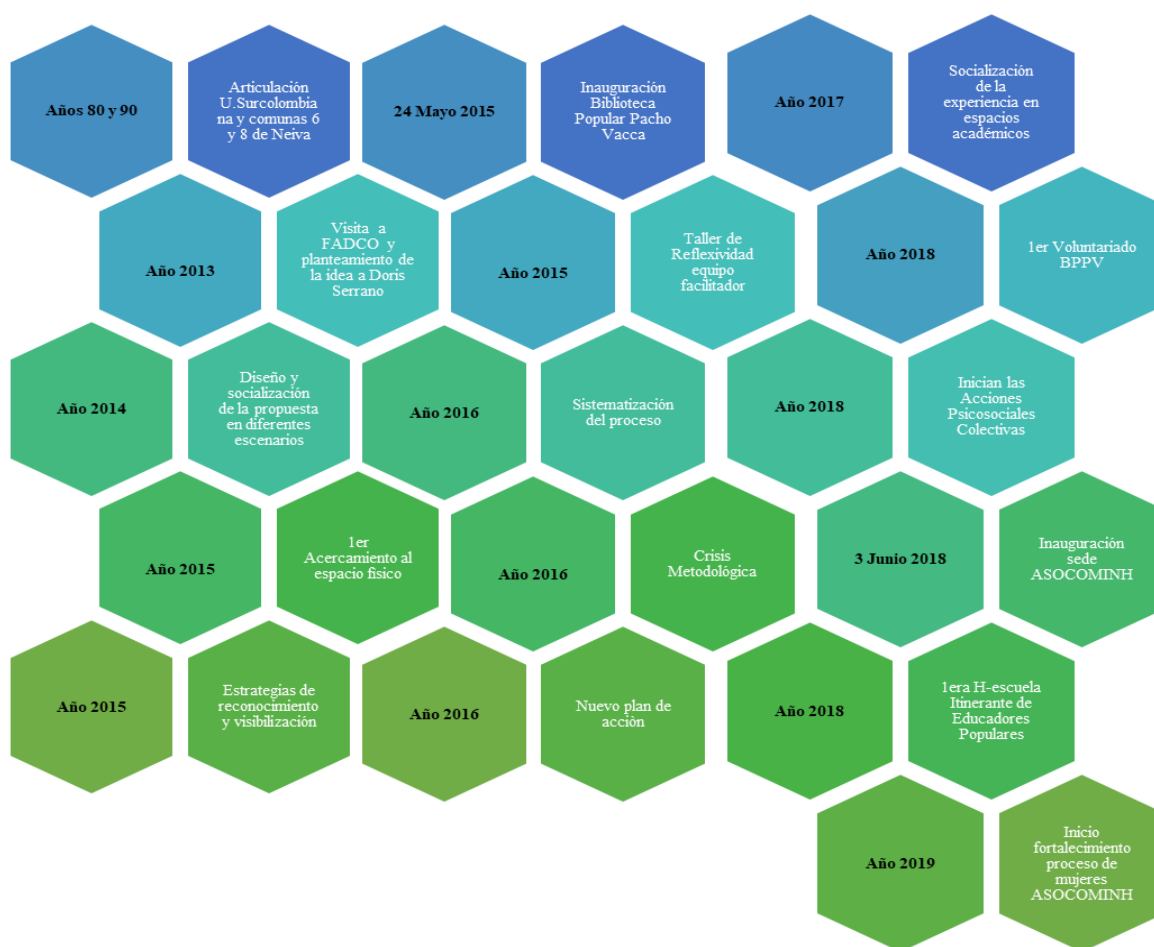 Años 80 y 90
Articulación
U.Surcolombia
na y comunas 6
y 8 de Neiva
24 Mayo 2015
Inauguración
Biblioteca
Popular Pacho
Vacca
Año 2017
Socialización
de la
experiencia en
espacios
académicos
Año 2013
Visita a
FADCO y
planteamiento de
la idea a Doris
Serrano
Año 2015
Taller de
Reflexividad
equipo
facilitador
Año 2018
1er Voluntariado
BPPV
Año 2014
Diseño y
socialización
de la propuesta
en diferentes
escenarios
Año 2016
Sistematización
del proceso
Año 2018
Inician las
Acciones
Psicosociales
Colectivas
Año 2015
1er
Acercamiento al
espacio físico
Año 2016
Crisis
Metodológica
3 Junio 2018
Inauguración
sede
ASOCOMINH
Año 2015
Estrategias de
reconocimiento
y visibilización
Año 2016
Nuevo plan de
acciòn
Año 2018
1era H-escuela
Itinerante de
Educadores
Populares
Año 2019
Inicio
fortalecimiento
proceso de
mujeres
ASOCOMINH